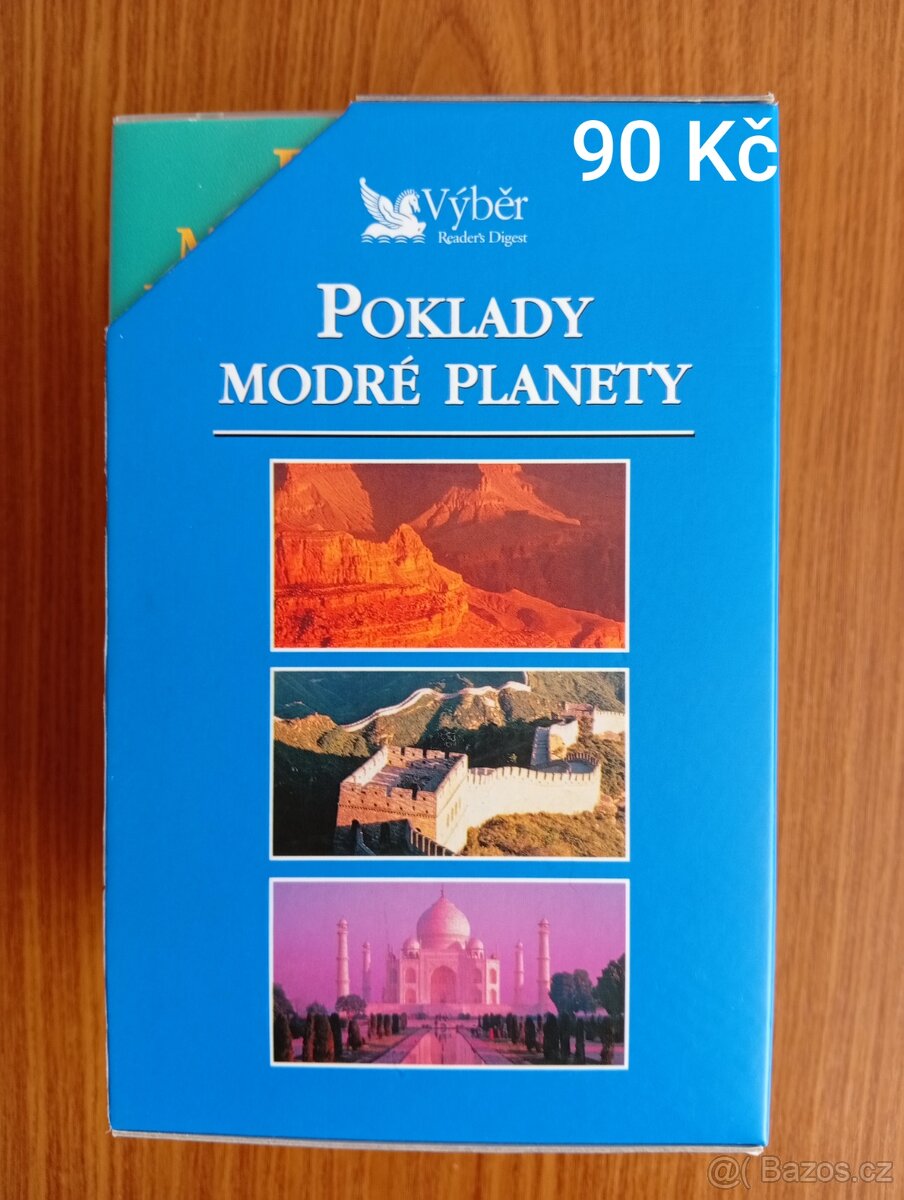 90 Kč
Výběr
Reader's Digest
POKLADY
MODRÉ PLANETY
@( Bazos.cz